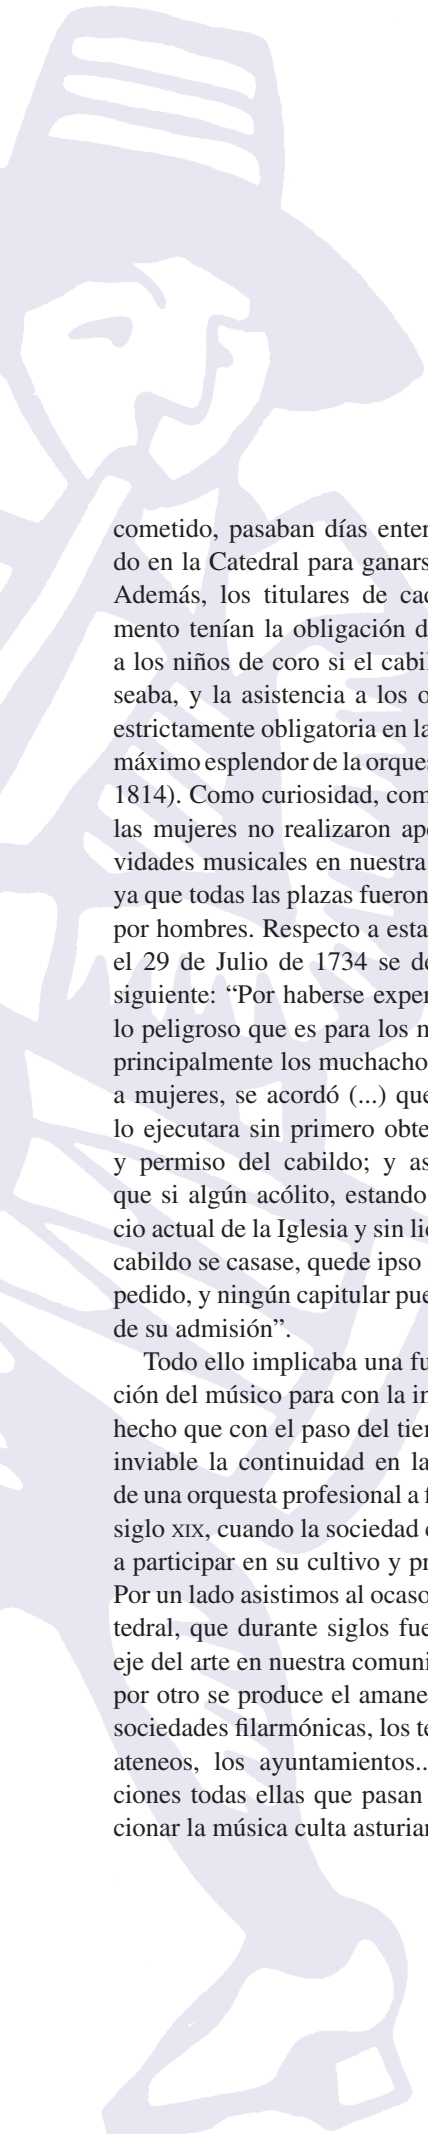 cometido, pasaban días enter
do en la Catedral para ganars
Además, los titulares de cad
mento tenían la obligación d
a los niños de coro si el cabil
seaba, y la asistencia a los o
estrictamente obligatoria en la
máximo esplendor de la orques
1814). Como curiosidad, com
las mujeres no realizaron ape
vidades musicales en nuestra
ya que todas las plazas fueron
por hombres. Respecto a esta
el 29 de Julio de 1734 se de
siguiente: “Por haberse exper
lo peligroso que es para los m
principalmente los muchacho
a mujeres, se acordó (...) que
lo ejecutara sin primero obte
y permiso del cabildo; y as
que si algún acólito, estando
cio actual de la Iglesia y sin lic
cabildo se casase, quede ipso
pedido, y ningún capitular pue
de su admisión”.
Todo ello implicaba una fu
ción del músico para con la in
hecho que con el paso del tien
inviable la continuidad en la
de una orquesta profesional a f
siglo XIX, cuando la sociedad c
a participar en su cultivo y pr
Por un lado asistimos al ocaso
tedral, que durante siglos fue
eje del arte en nuestra comuni
por otro se produce el amane
sociedades filarmónicas, los te
ateneos, los ayuntamientos..
ciones todas ellas que pasan
cionar la música culta asturian